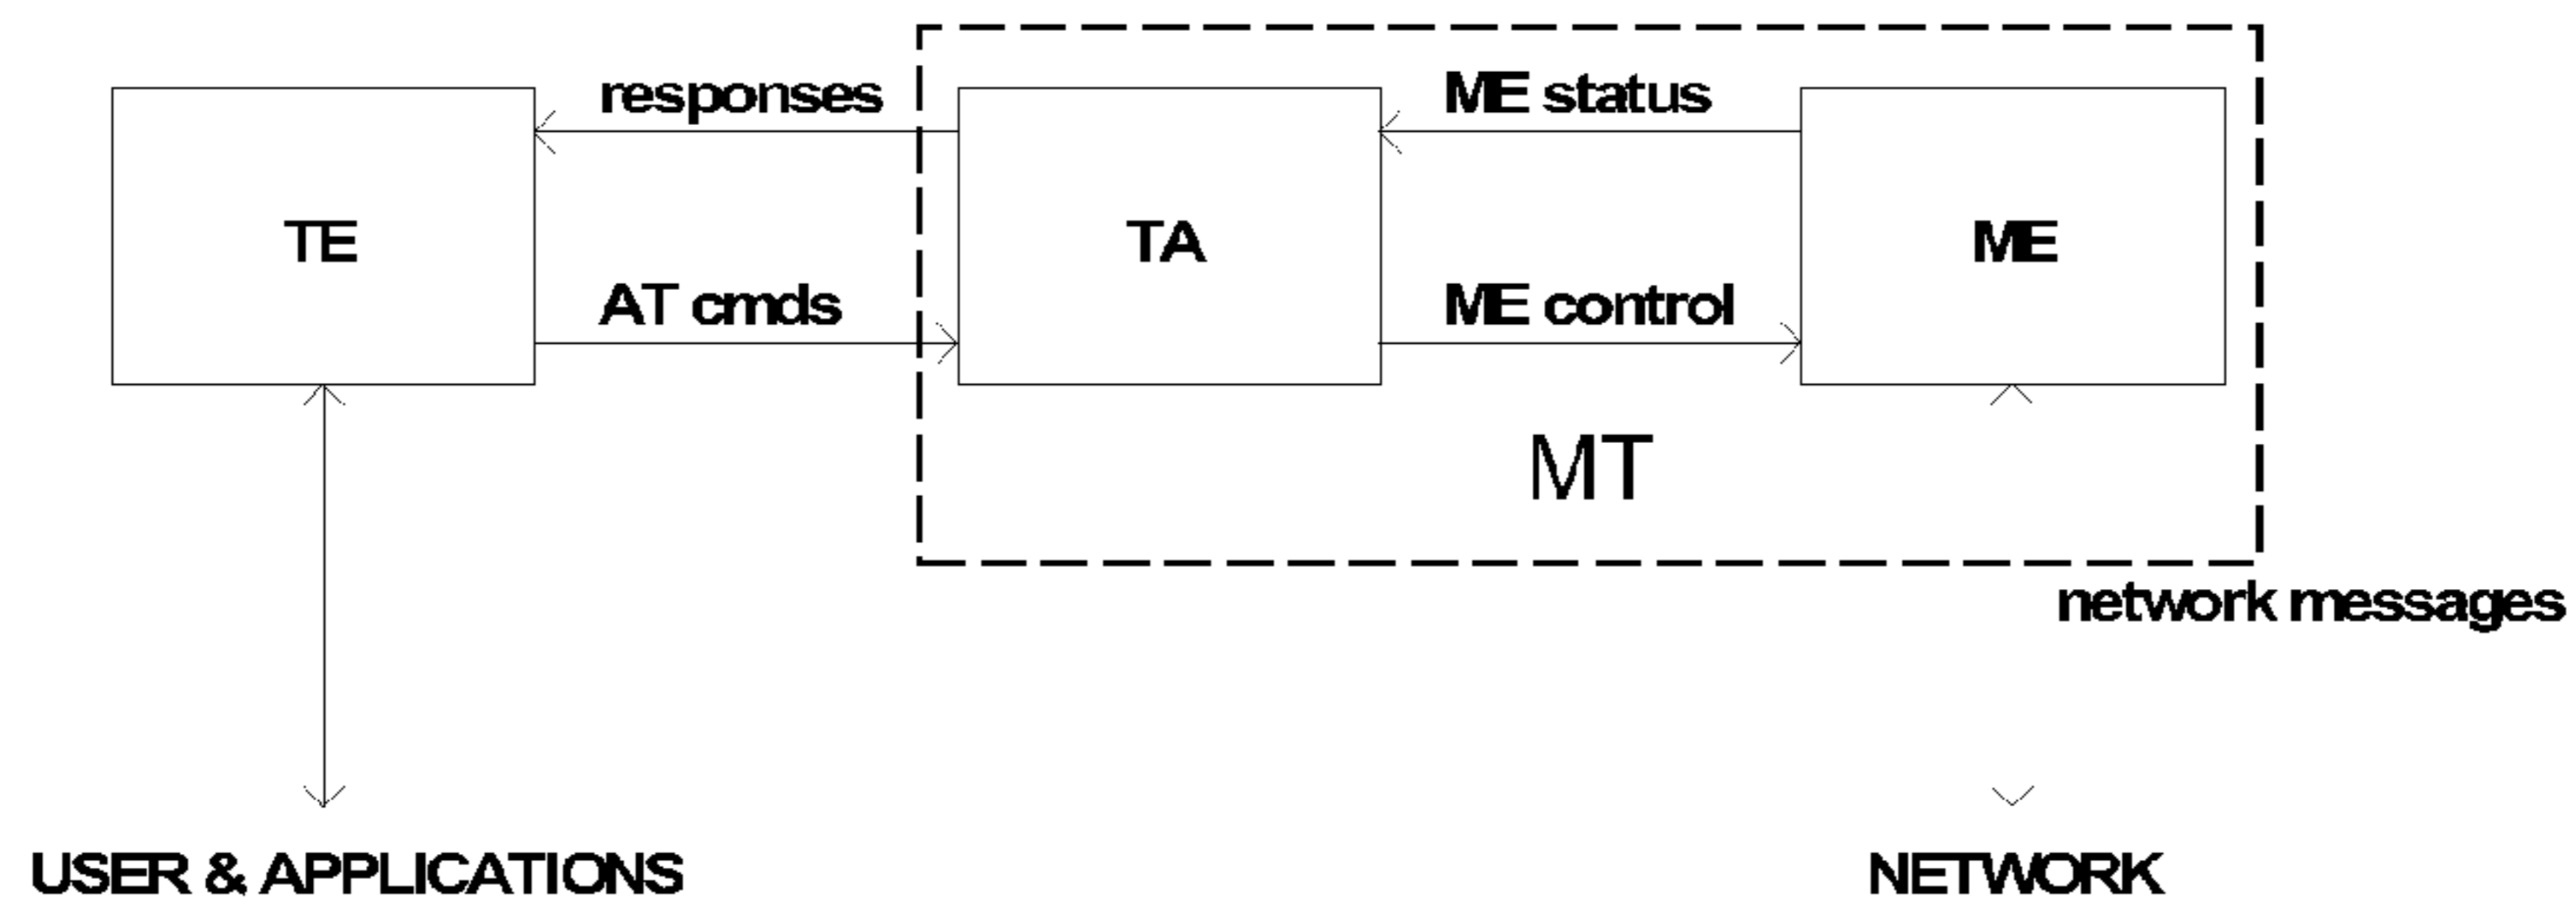 responses
ME status
TE
TA
ME
AT cmds
ME control
MT
network messages
USER & APPLICATIONS
NETWORK